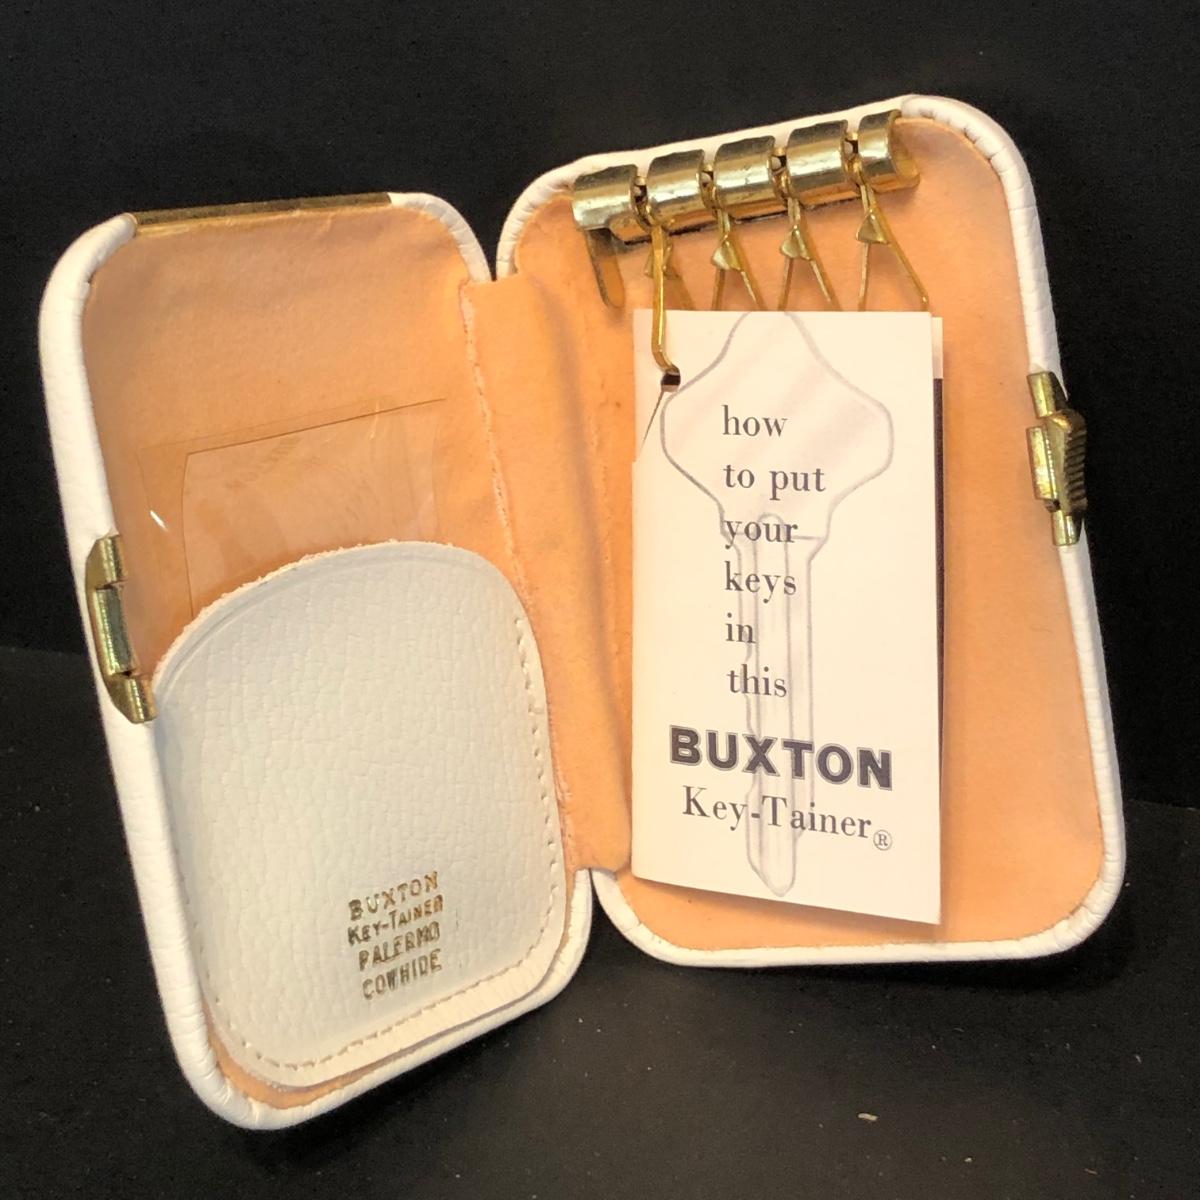 how
to put
your
keys
in
this
BUXTON
Key-Tainer®
BUXTON
KEY-TAINER
PALERMO
COWHIDE